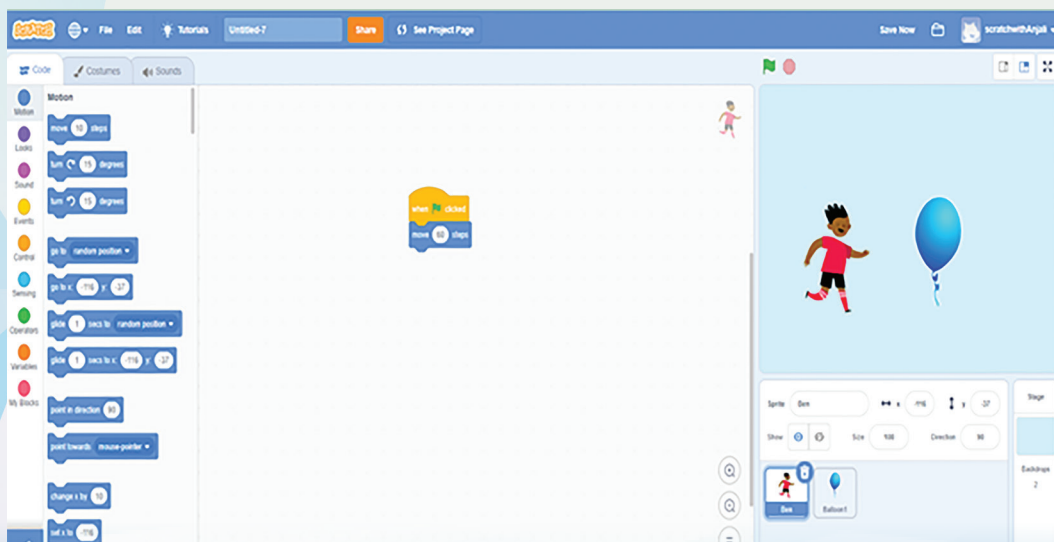 SCRATCH File Edit Tutorials Untitled-7 Share See Project Page Save Now scratchwithAnjali
Code Costumes Sounds
Motion
Looks
Sound
Events
Control
Sensing
Operators
Variables
My Blocks
Motion
move 10 steps
turn 15 degrees
turn 15 degrees
go to random position
go to x: -116 y: -37
glide 1 secs to random position
glide 1 secs to x: -116 y: -37
point in direction 90
point towards mouse-pointer
change x by 10
set x to -116
when clicked
move 60 steps
Sprite Ben x -116 y -37
Show Size 100 Direction 90
Ben
Balloon1
Stage
Backdrops
2